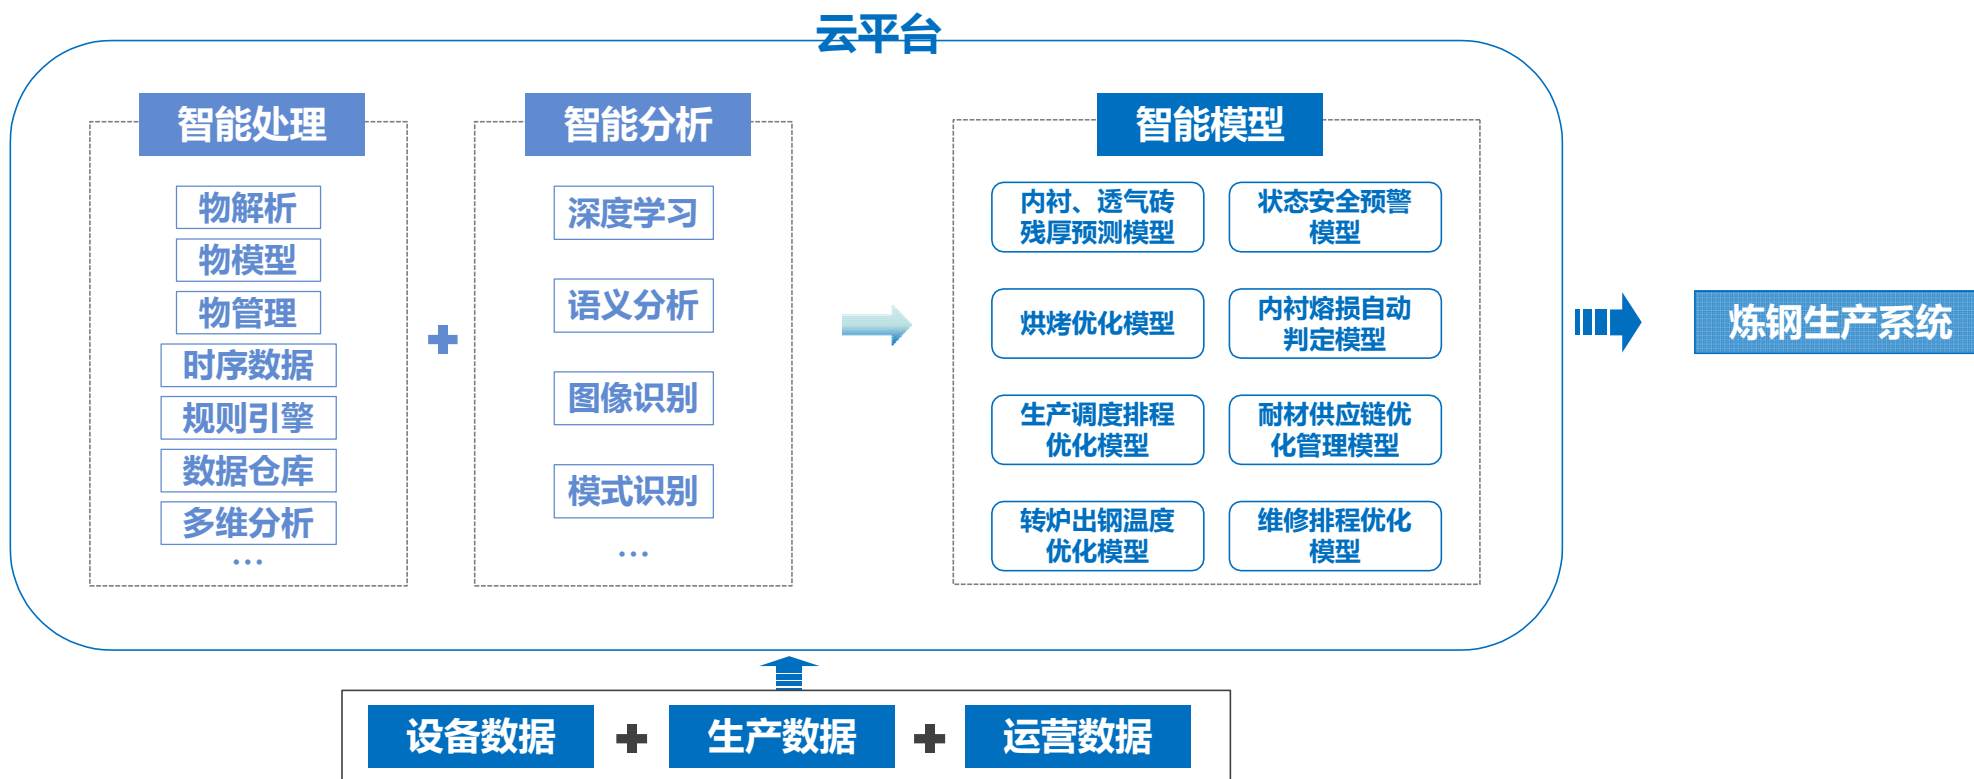 云平台
智能处理
物解析
物模型
物管理
时序数据
规则引擎
数据仓库
多维分析
...
智能分析
深度学习
语义分析
图像识别
模式识别
...
智能模型
内衬、透气砖
残厚预测模型
状态安全预警
模型
烘烤优化模型
内衬熔损自动
判定模型
生产调度排程
优化模型
耐材供应链优
化管理模型
转炉出钢温度
优化模型
维修排程优化
模型
炼钢生产系统
设备数据
生产数据
运营数据